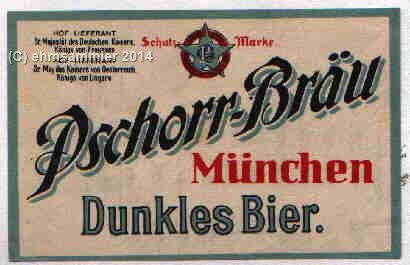 HOF-LIEFERANT
Sr Majestät des Deutschen Kaisers,
Königs von Preussen
Schutz Marke
(C) ehmsammler 2014
Sr. Maj. des Kaisers von Oesterreich,
Königs von Ungarn
Pschorr-Bräu
München
Dunkles Bier.